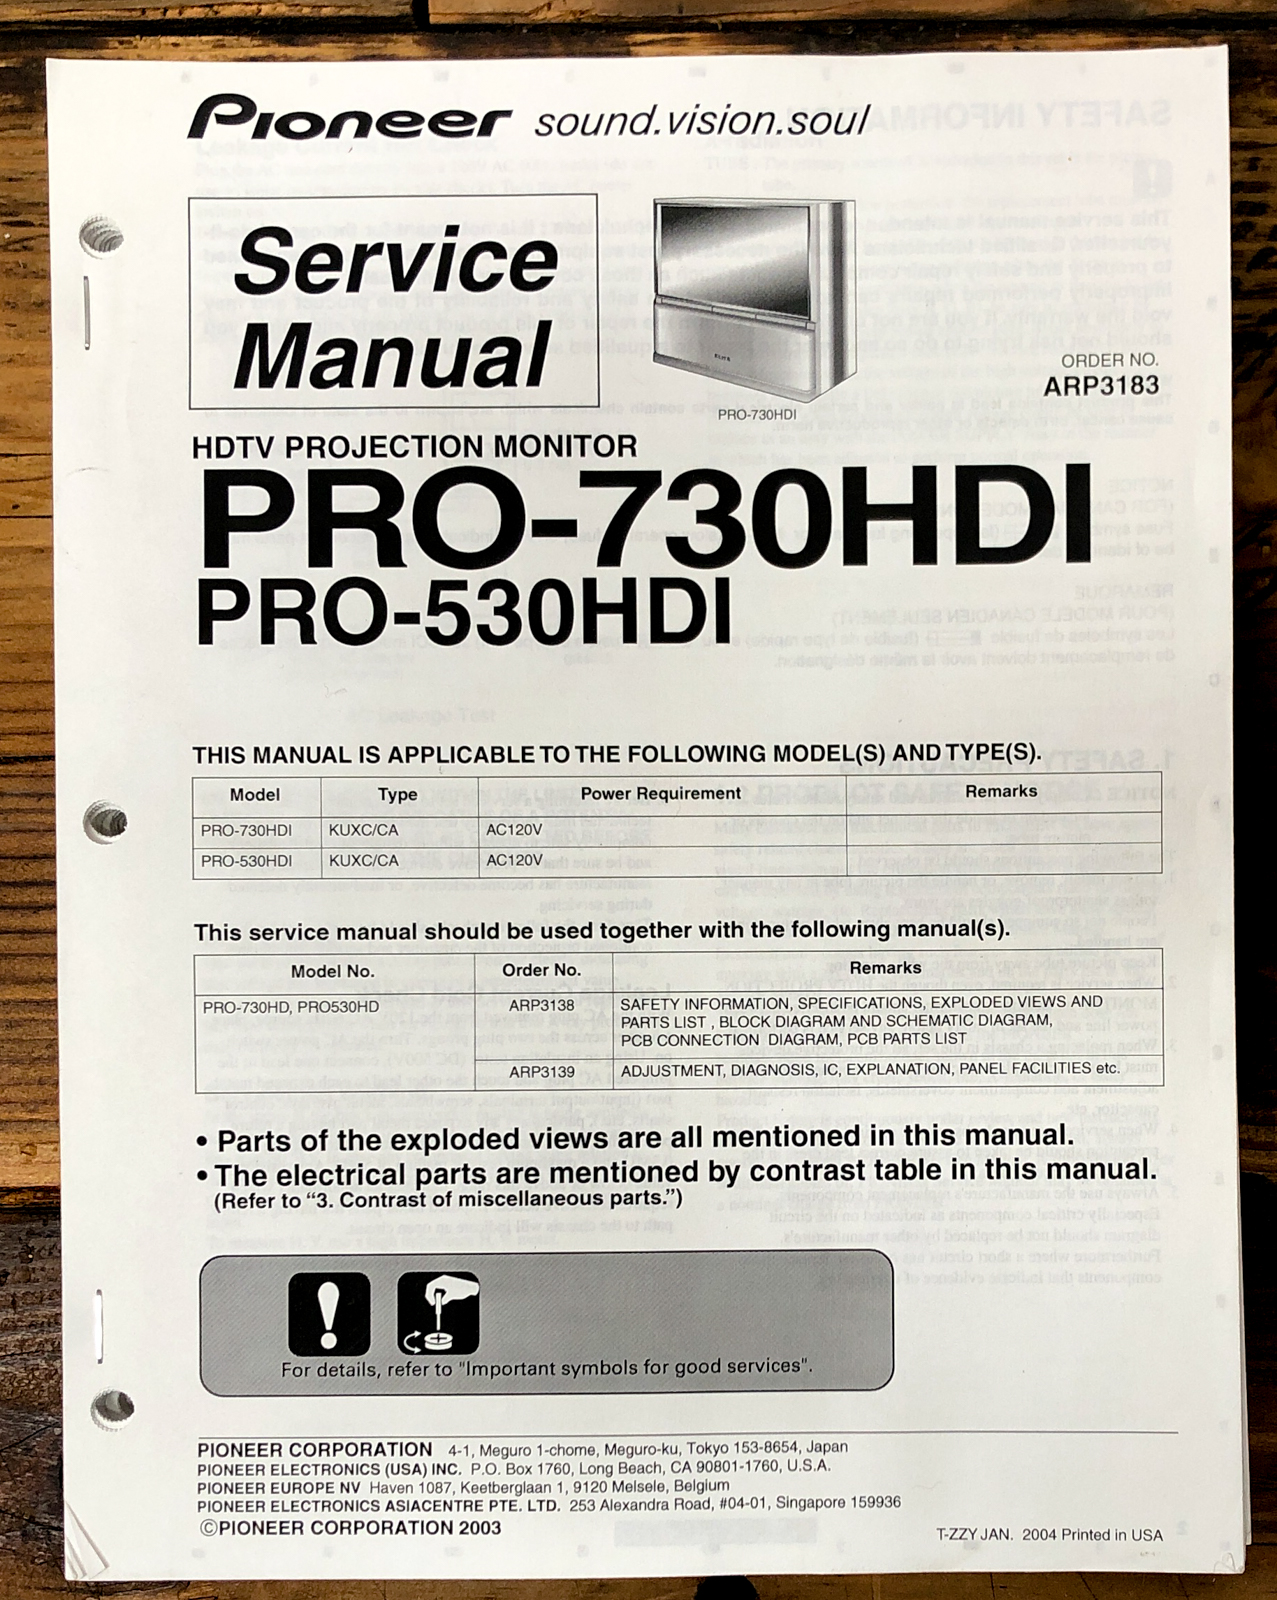 Pioneer sound.vision.soul
Service
Manual
ELITE
PRO-730HDI
ORDER NO.
ARP3183
HDTV PROJECTION MONITOR
PRO-730HDI
PRO-530HDI
THIS MANUAL IS APPLICABLE TO THE FOLLOWING MODEL(S) AND TYPE(S).
Model Type Power Requirement Remarks
PRO-730HDI KUXC/CA AC120V
PRO-530HDI KUXC/CA AC120V
This service manual should be used together with the following manual(s).
Model No. Order No. Remarks
PRO-730HD, PRO530HD ARP3138 SAFETY INFORMATION, SPECIFICATIONS, EXPLODED VIEWS AND
PARTS LIST , BLOCK DIAGRAM AND SCHEMATIC DIAGRAM,
PCB CONNECTION DIAGRAM, PCB PARTS LIST
ARP3139 ADJUSTMENT, DIAGNOSIS, IC, EXPLANATION, PANEL FACILITIES etc.
• Parts of the exploded views are all mentioned in this manual.
• The electrical parts are mentioned by contrast table in this manual.
(Refer to “3. Contrast of miscellaneous parts.”)
For details, refer to "Important symbols for good services".
PIONEER CORPORATION 4-1, Meguro 1-chome, Meguro-ku, Tokyo 153-8654, Japan
PIONEER ELECTRONICS (USA) INC. P.O. Box 1760, Long Beach, CA 90801-1760, U.S.A.
PIONEER EUROPE NV Haven 1087, Keetberglaan 1, 9120 Melsele, Belgium
PIONEER ELECTRONICS ASIACENTRE PTE. LTD. 253 Alexandra Road, #04-01, Singapore 159936
©PIONEER CORPORATION 2003
T-ZZY JAN. 2004 Printed in USA